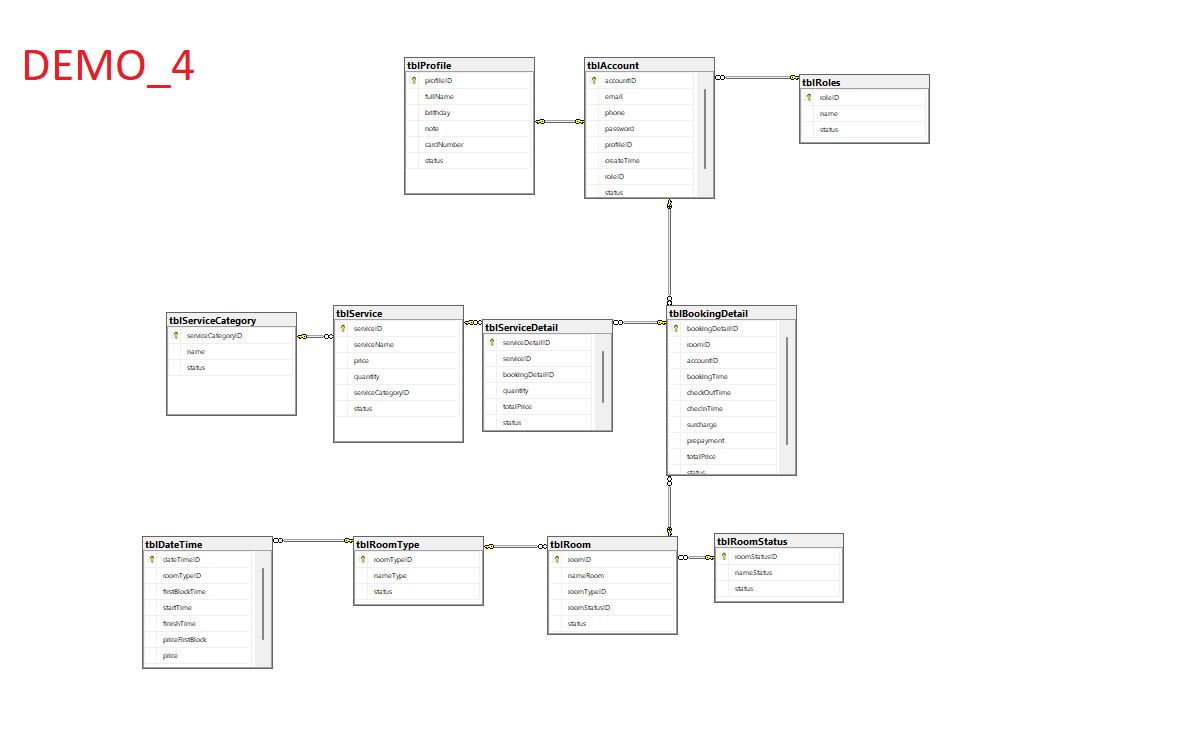 DEMO_4
tblProfile
profileID
fullName
brithday
note
cardNumber
status
tblAccount
accountID
email
phone
password
profileID
createTime
roleID
status
tblRoles
roleID
name
status
tblServiceCategory
serviceCategoryID
name
status
tblService
serviceID
serviceName
price
quantity
serviceCategoryID
status
tblServiceDetail
serviceDetailID
serviceID
bookingDetailID
quantity
totalPrice
status
tblBookingDetail
bookingDetailID
roomID
accountID
bookingTime
checkOutTime
checInTime
surcharge
prepayment
totalPrice
status
tblDateTime
dateTimeID
roomTypeID
firstBlockTime
startTime
finishTime
priceFirstBlock
price
tblRoomType
roomTypeID
nameType
status
tblRoom
roomID
nameRoom
roomTypeID
roomStatusID
status
tblRoomStatus
roomStatusID
nameStatus
status